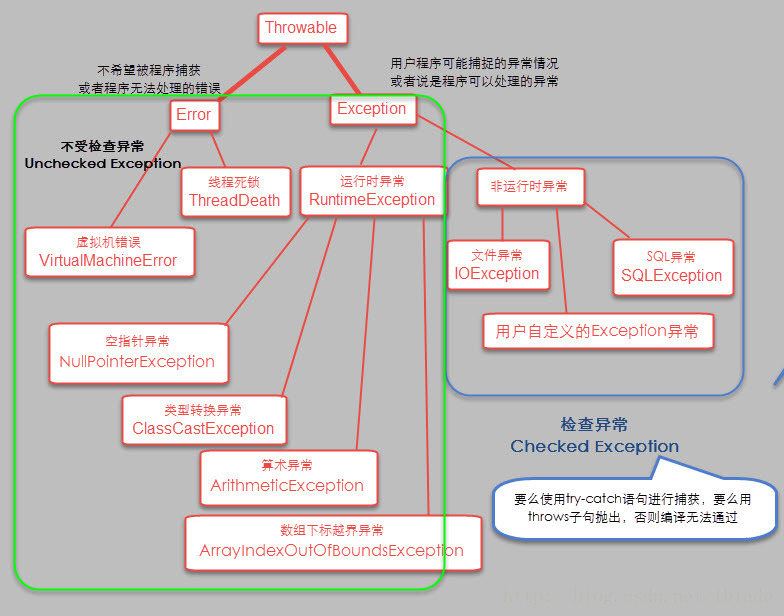 Throwable
不希望被程序捕获
或者程序无法处理的错误
用户程序可能捕捉的异常情况
或者说是程序可以处理的异常
Error
Exception
不受检查异常
Unchecked Exception
线程死锁
ThreadDeath
运行时异常
RuntimeException
非运行时异常
虚拟机错误
VirtualMachineError
文件异常
IOException
SQL异常
SQLException
用户自定义的Exception异常
空指针异常
NullPointerException
类型转换异常
ClassCastException
检查异常
Checked Exception
算术异常
ArithmeticException
要么使用try-catch语句进行捕获，要么用
throws子句抛出，否则编译无法通过
数组下标越界异常
ArrayIndexOutOfBoundsException